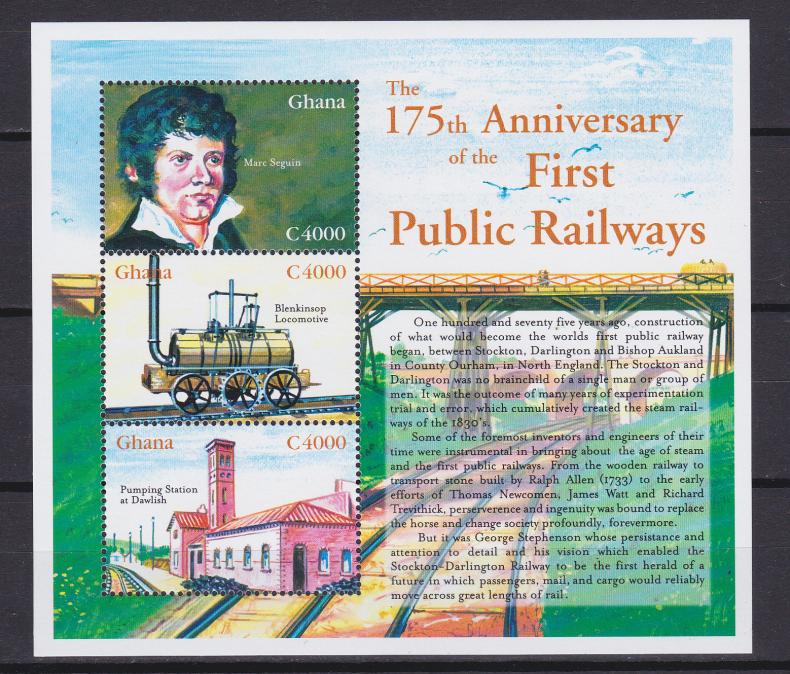 Ghana
Marc Seguin
C4000
Ghana
C4000
Blenkinsop
Locomotive
Ghana
C4000
Pumping Station
at Dawlish
The
175th Anniversary
of the
First
Public Railways
One hundred and seventy five years ago, construction
of what would become the worlds first public railway
began, between Stockton, Darlington and Bishop Aukland
in County Ourham, in North England. The Stockton and
Darlington was no brainchild of a single man or group of
men. It was the outcome of many years of experimentation
trial and error, which cumulatively created the steam rail-
ways of the 1830's.
Some of the foremost inventors and engineers of their
time were instrumental in bringing about the age of steam
and the first public railways. From the wooden railway to
transport stone built by Ralph Allen (1733) to the early
efforts of Thomas Newcomen, James Watt and Richard
Trevithick, perserverence and ingenuity was bound to replace
the horse and change society profoundly, forevermore.
But it was George Stephenson whose persistance and
attention to detail and his vision which enabled the
Stockton-Darlington Railway to be the first herald of a
future in which passengers, mail, and cargo would reliably
move across great lengths of rail.